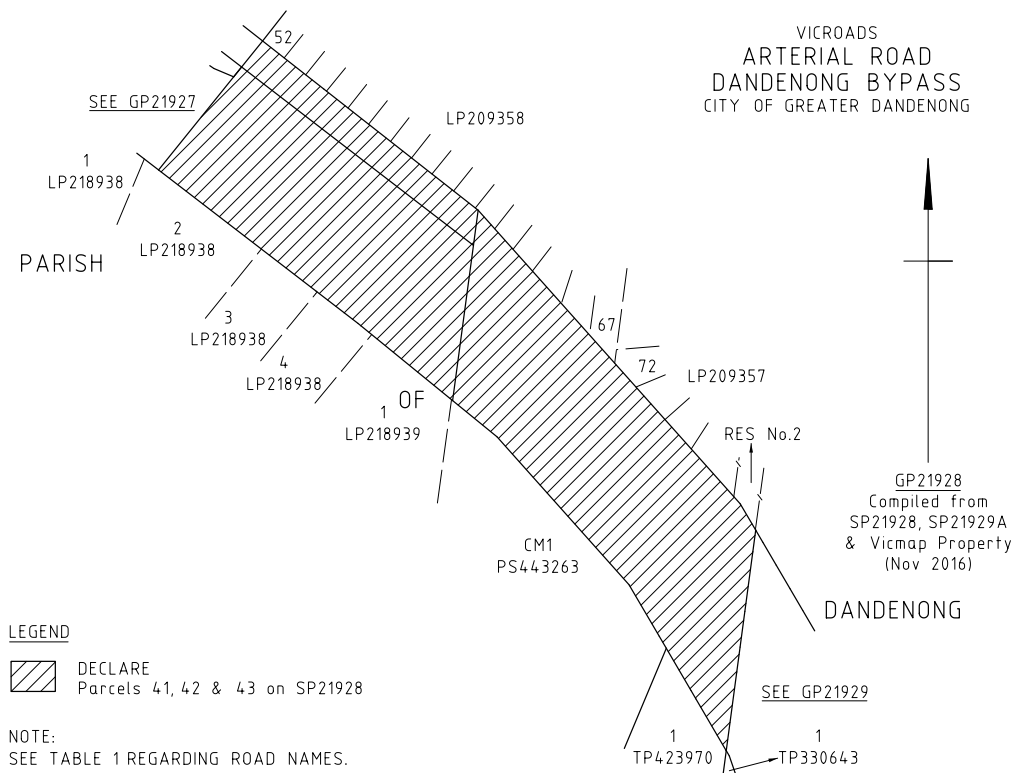 VICROADS
ARTERIAL ROAD
DANDENONG BYPASS
CITY OF GREATER DANDENONG
52
SEE GP21927
LP209358
1
LP218938
2
LP218938
PARISH
3
LP218938
4
LP218938
OF
1
LP218939
67
72
LP209357
RES No.2
GP21928
Compiled from
SP21928, SP21929A
& Vicmap Property
(Nov 2016)
CM1
PS443263
DANDENONG
LEGEND
DECLARE
Parcels 41, 42 & 43 on SP21928
SEE GP21929
NOTE:
SEE TABLE 1 REGARDING ROAD NAMES.
1
TP423970
1
TP330643